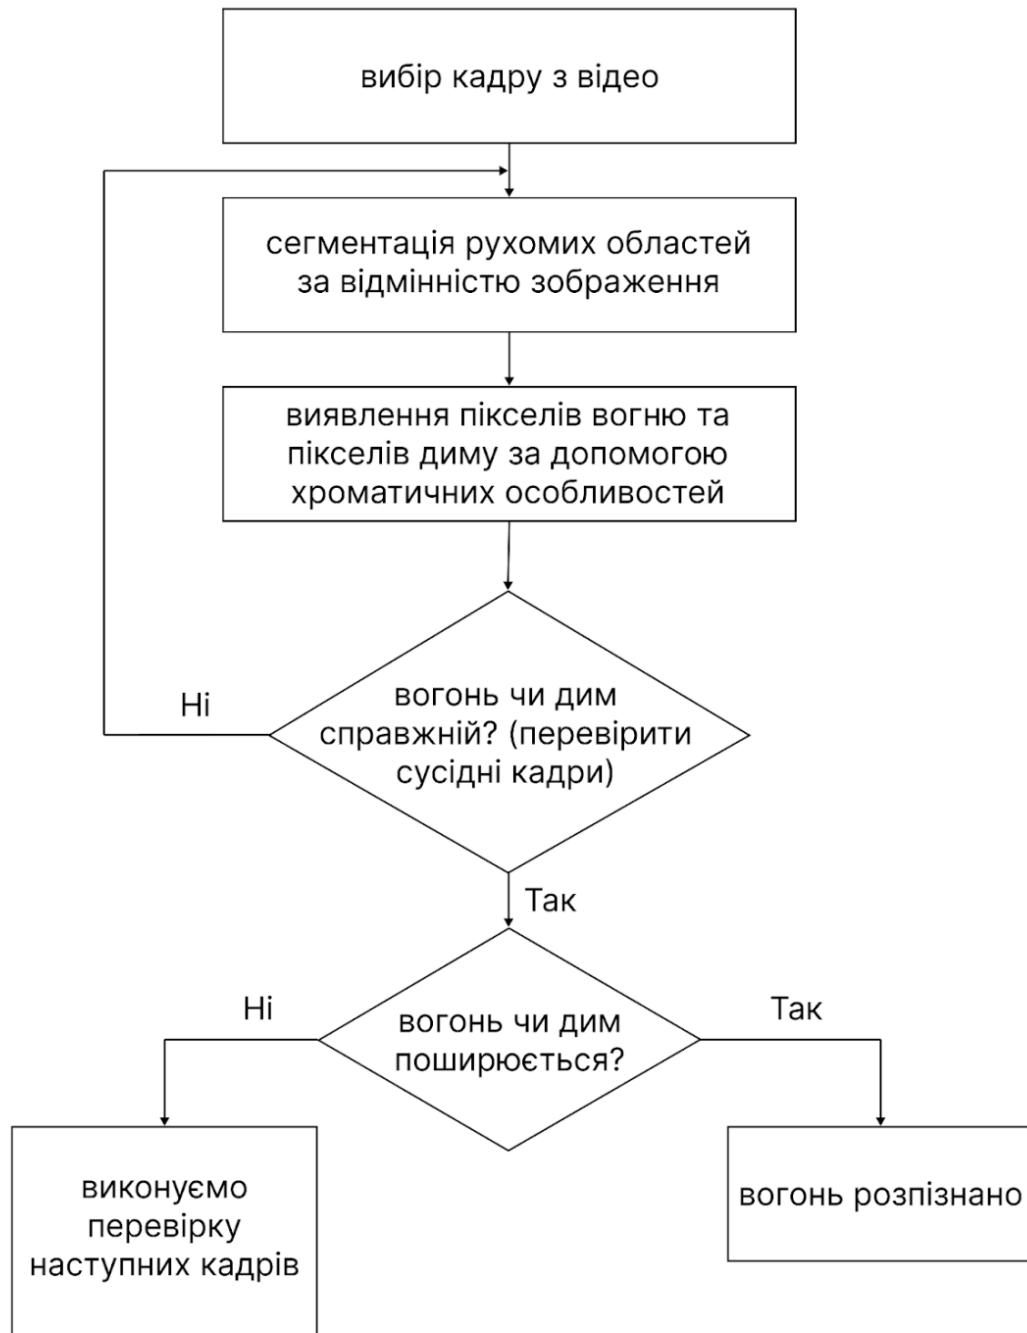 вибір кадру з відео
сегментація рухомих областей
за відмінністю зображення
виявлення пікселів вогню та
пікселів диму за допомогою
хроматичних особливостей
Ні
вогонь чи дим
справжній? (перевірити
сусідні кадри)
Так
Ні
вогонь чи дим
поширюється?
Так
виконуємо
перевірку
наступних кадрів
вогонь розпізнано